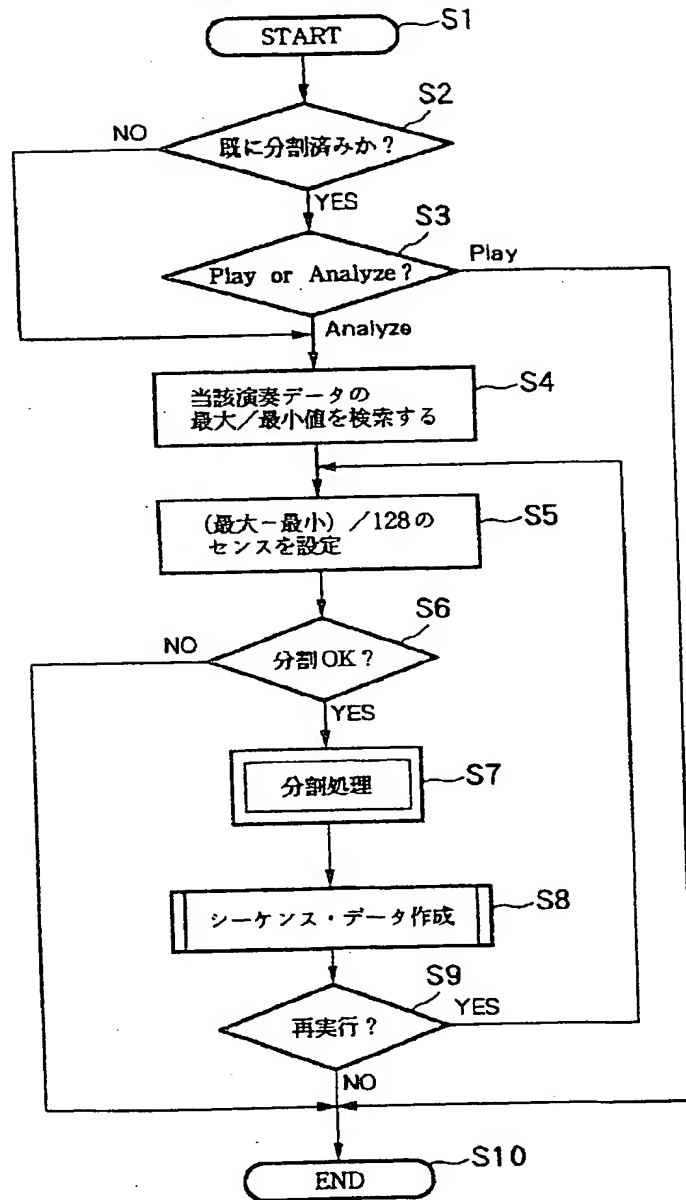 START
S1
S2
NO
既に分割済みか？
YES
S3
Play or Analyze？
Play
Analyze
S4
当該演奏データの
最大／最小値を検索する
(最大－最小) ／128の
センスを設定
S5
S6
NO
分割OK？
YES
分割処理
S7
シーケンス・データ作成
S8
S9
再実行？
YES
NO
S10
END